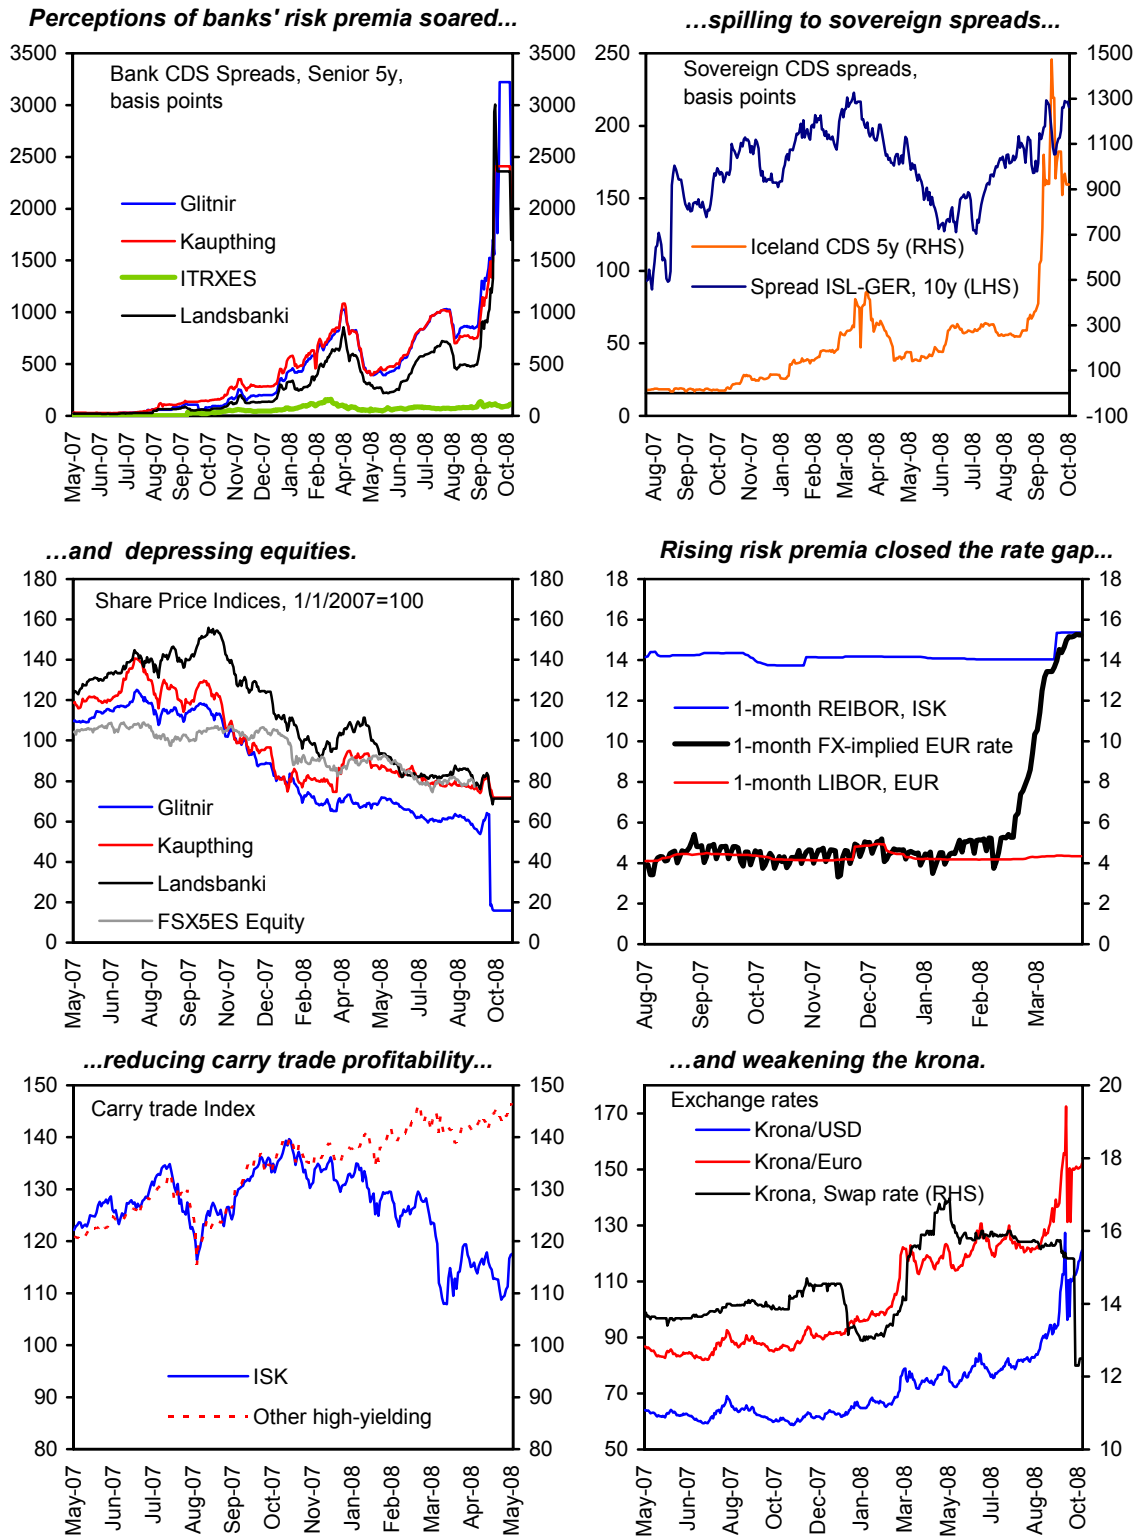 Perceptions of banks' risk premia soared...
Bank CDS Spreads, Senior 5y,
basis points
Glitnir
Kaupthing
ITRXES
Landsbanki
3500 3000 2500 2000 1500 1000 500 0
3500 3000 2500 2000 1500 1000 500 0
May-07 Jun-07 Jul-07 Aug-07 Sep-07 Oct-07 Nov-07 Dec-07 Jan-08 Feb-08 Apr-08 May-08 Jun-08 Jul-08 Aug-08 Sep-08 Oct-08
...spilling to sovereign spreads...
Sovereign CDS spreads,
basis points
Iceland CDS 5y (RHS)
Spread ISL-GER, 10y (LHS)
250 200 150 100 50 0
1500 1300 1100 900 700 500 300 100 -100
Aug-07 Sep-07 Oct-07 Nov-07 Jan-08 Feb-08 Mar-08 Apr-08 May-08 Jun-08 Jul-08 Aug-08 Sep-08 Oct-08
...and depressing equities.
Share Price Indices, 1/1/2007=100
Glitnir
Kaupthing
Landsbanki
FSX5ES Equity
180 160 140 120 100 80 60 40 20 0
180 160 140 120 100 80 60 40 20 0
May-07 Jun-07 Aug-07 Sep-07 Nov-07 Dec-07 Feb-08 Apr-08 May-08 Jul-08 Aug-08 Oct-08
Rising risk premia closed the rate gap...
1-month REIBOR, ISK
1-month FX-implied EUR rate
1-month LIBOR, EUR
18 16 14 12 10 8 6 4 2 0
18 16 14 12 10 8 6 4 2 0
Aug-07 Sep-07 Oct-07 Nov-07 Dec-07 Jan-08 Feb-08 Mar-08
...reducing carry trade profitability...
Carry trade Index
ISK
Other high-yielding
150 140 130 120 110 100 90 80
150 140 130 120 110 100 90 80
May-07 Jun-07 Jul-07 Aug-07 Sep-07 Oct-07 Nov-07 Dec-07 Jan-08 Mar-08 Apr-08 May-08
...and weakening the krona.
Exchange rates
Krona/USD
Krona/Euro
Krona, Swap rate (RHS)
170 150 130 110 90 70 50
20 18 16 14 12 10
May-07 Jul-07 Aug-07 Oct-07 Dec-07 Jan-08 Mar-08 May-08 Jun-08 Aug-08 Oct-08